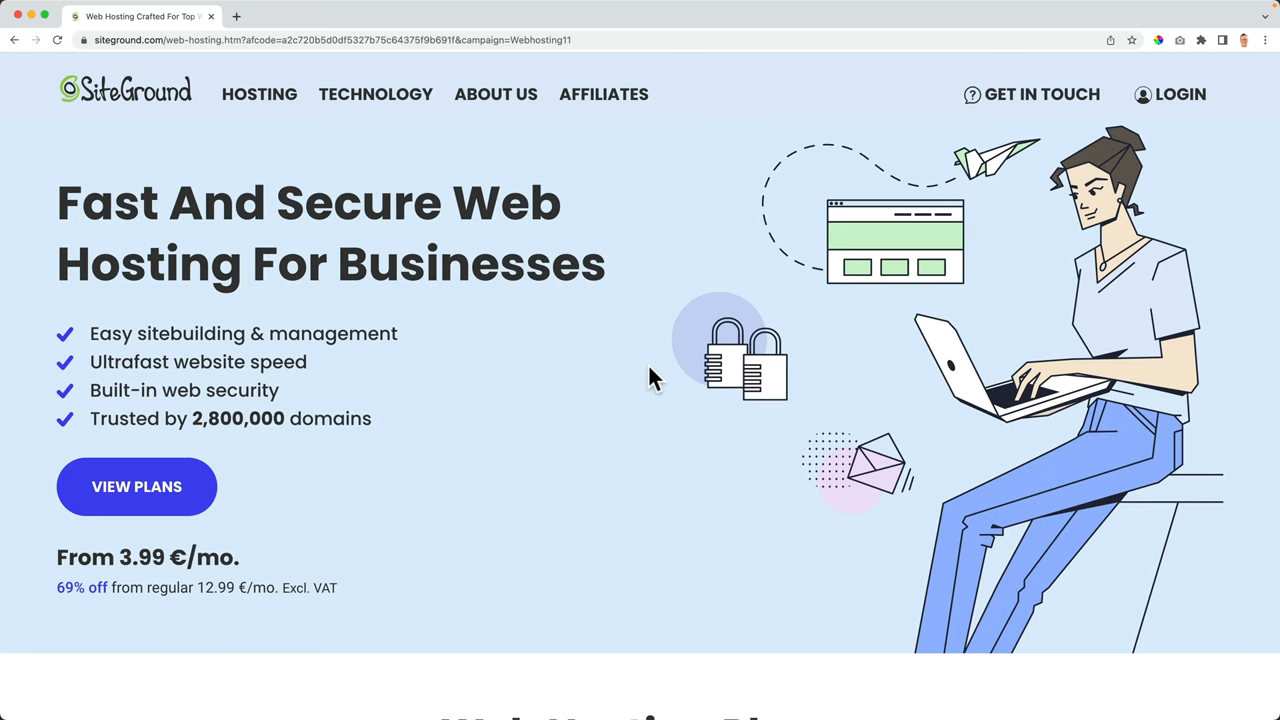 Web Hosting Crafted For Top
siteground.com/web-hosting.htm?afcode=a2c720b5d0df5327b75c64375f9b691f&campaign=Webhosting11
SiteGround HOSTING TECHNOLOGY ABOUT US AFFILIATES GET IN TOUCH LOGIN
Fast And Secure Web
Hosting For Businesses
Easy sitebuilding & management
Ultrafast website speed
Built-in web security
Trusted by 2,800,000 domains
VIEW PLANS
From 3.99 €/mo.
69% off from regular 12.99 €/mo. Excl. VAT